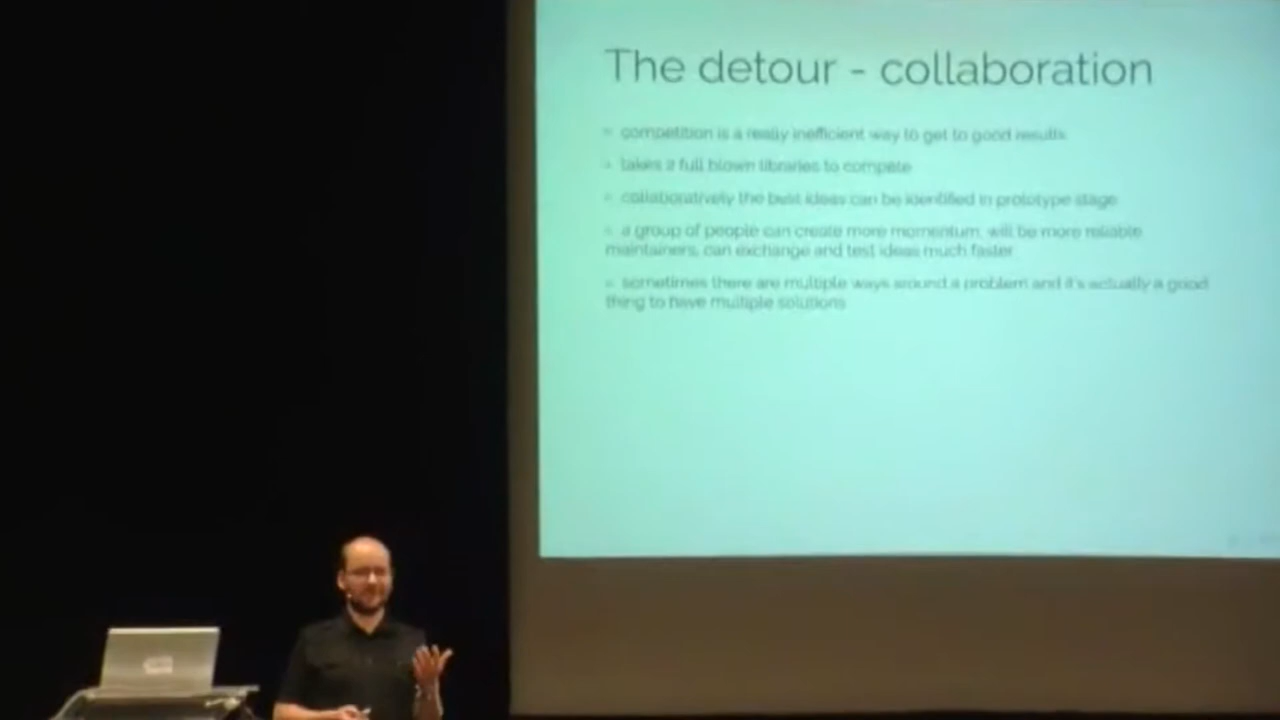 The detour - collaboration
competition is a really inefficient way to get to good results
takes 2 full blown libraries to compete
collaboratively the best ideas can be identified in prototype stage
a group of people can create more momentum, will be more reliable
maintainers, can exchange and test ideas much faster
sometimes there are multiple ways around a problem and it's actually a good
thing to have multiple solutions